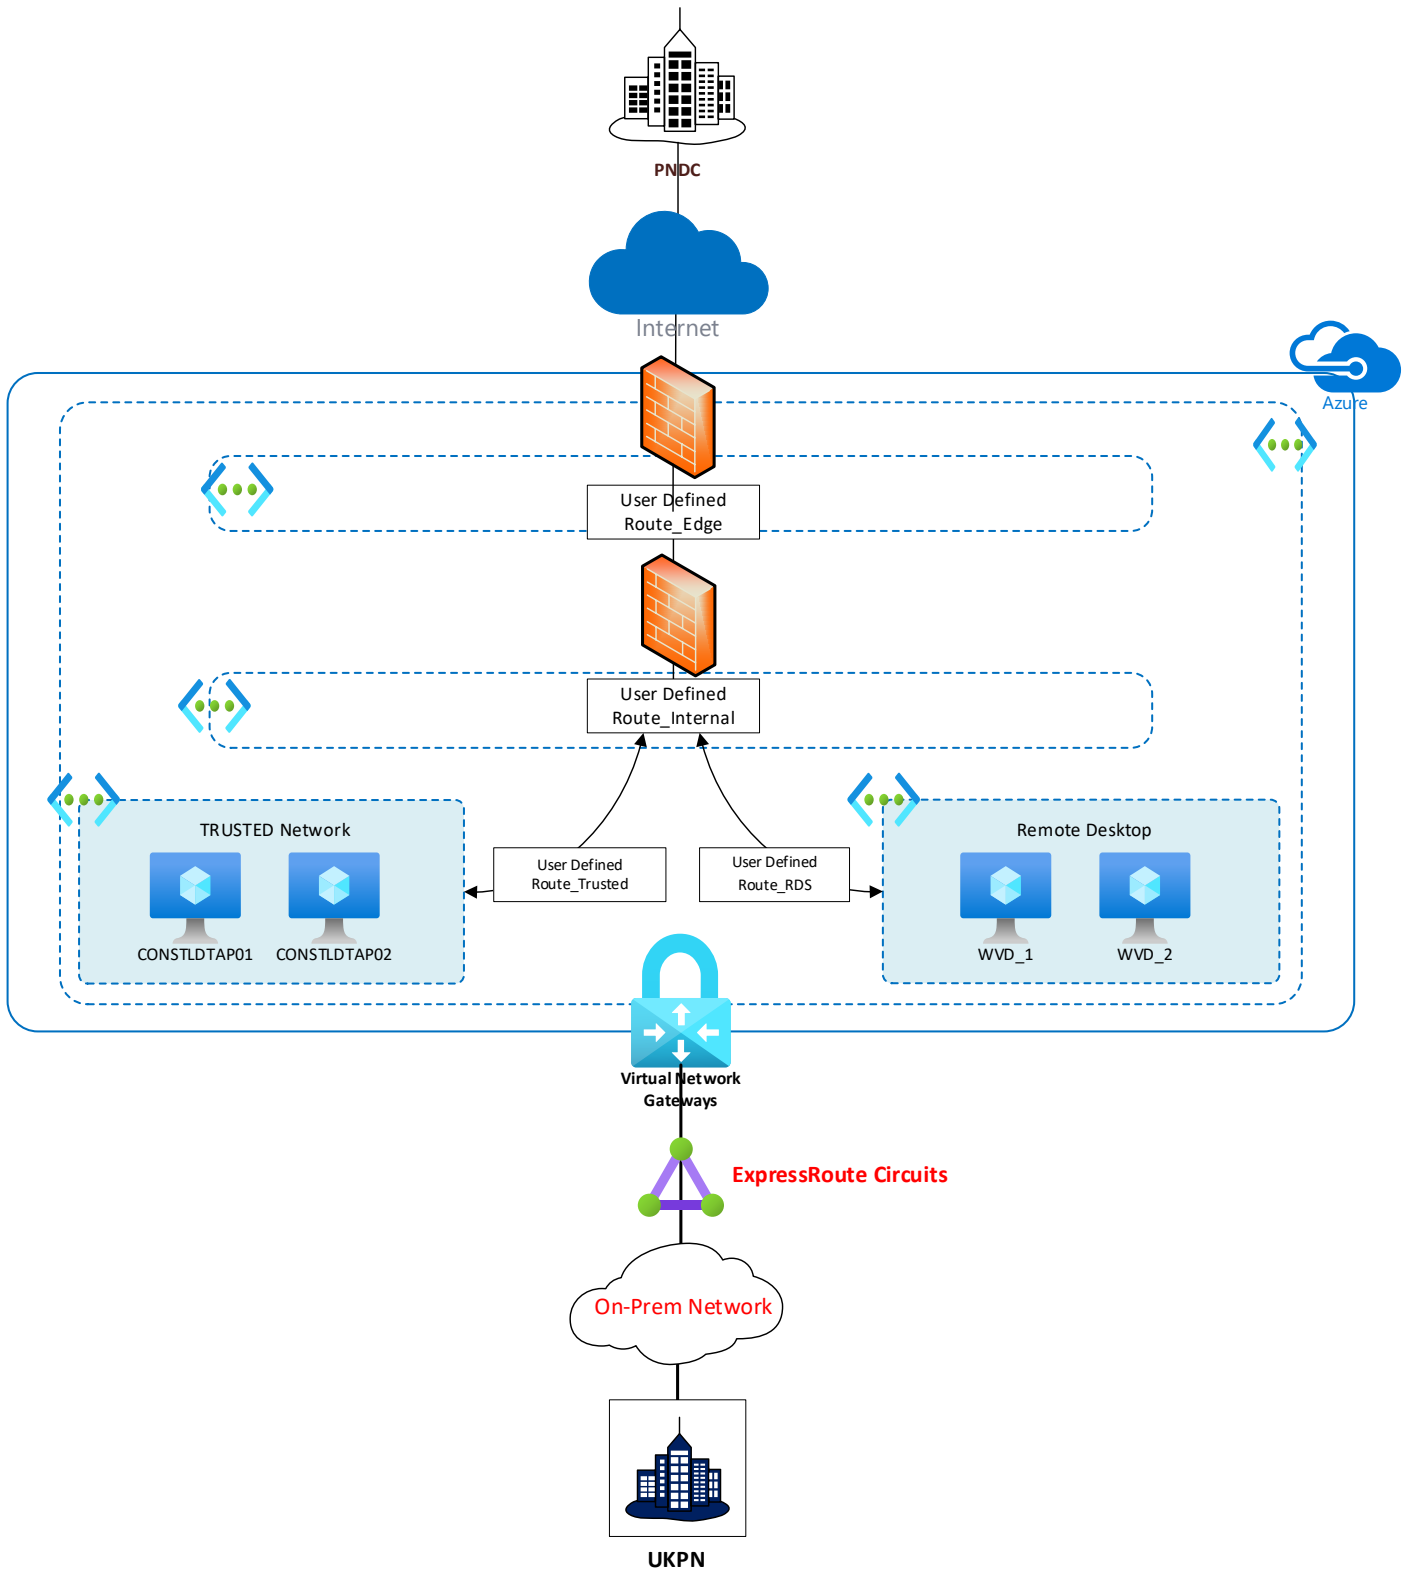 PNDC
Internet
Azure
User Defined
Route_Edge
User Defined
Route_Internal
TRUSTED Network
CONSTLDTAP01
CONSTLDTAP02
User Defined
Route_Trusted
User Defined
Route_RDS
Remote Desktop
WVD_1
WVD_2
Virtual Network
Gateways
ExpressRoute Circuits
On-Prem Network
UKPN